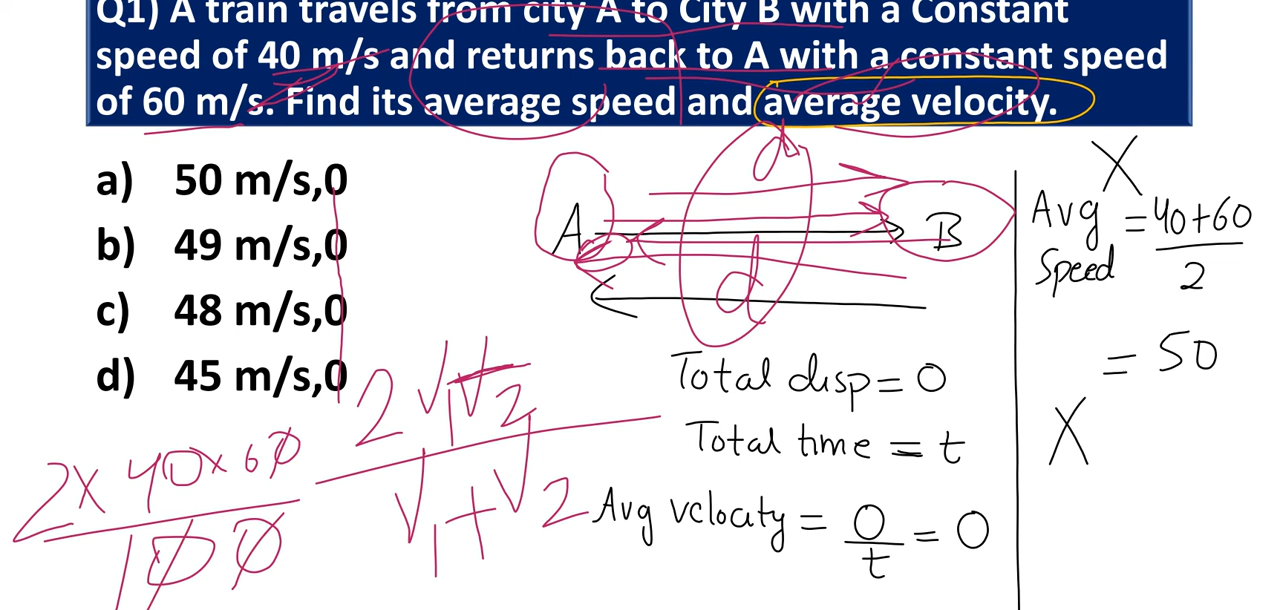 Q1) A train travels from city A to City B with a Constant
speed of 40 m/s and returns back to A with a constant speed
of 60 m/s. Find its average speed and average velocity.
a) 50 m/s,0
b) 49 m/s,0
c) 48 m/s,0
d) 45 m/s,0
d
A B
d
Total disp = 0
Total time = t
Avg velocity = 0/t = 0
X
Avg Speed = 40+60
2
= 50
X
2 V1 V2
V1 + V2
2 x 40 x 60
100